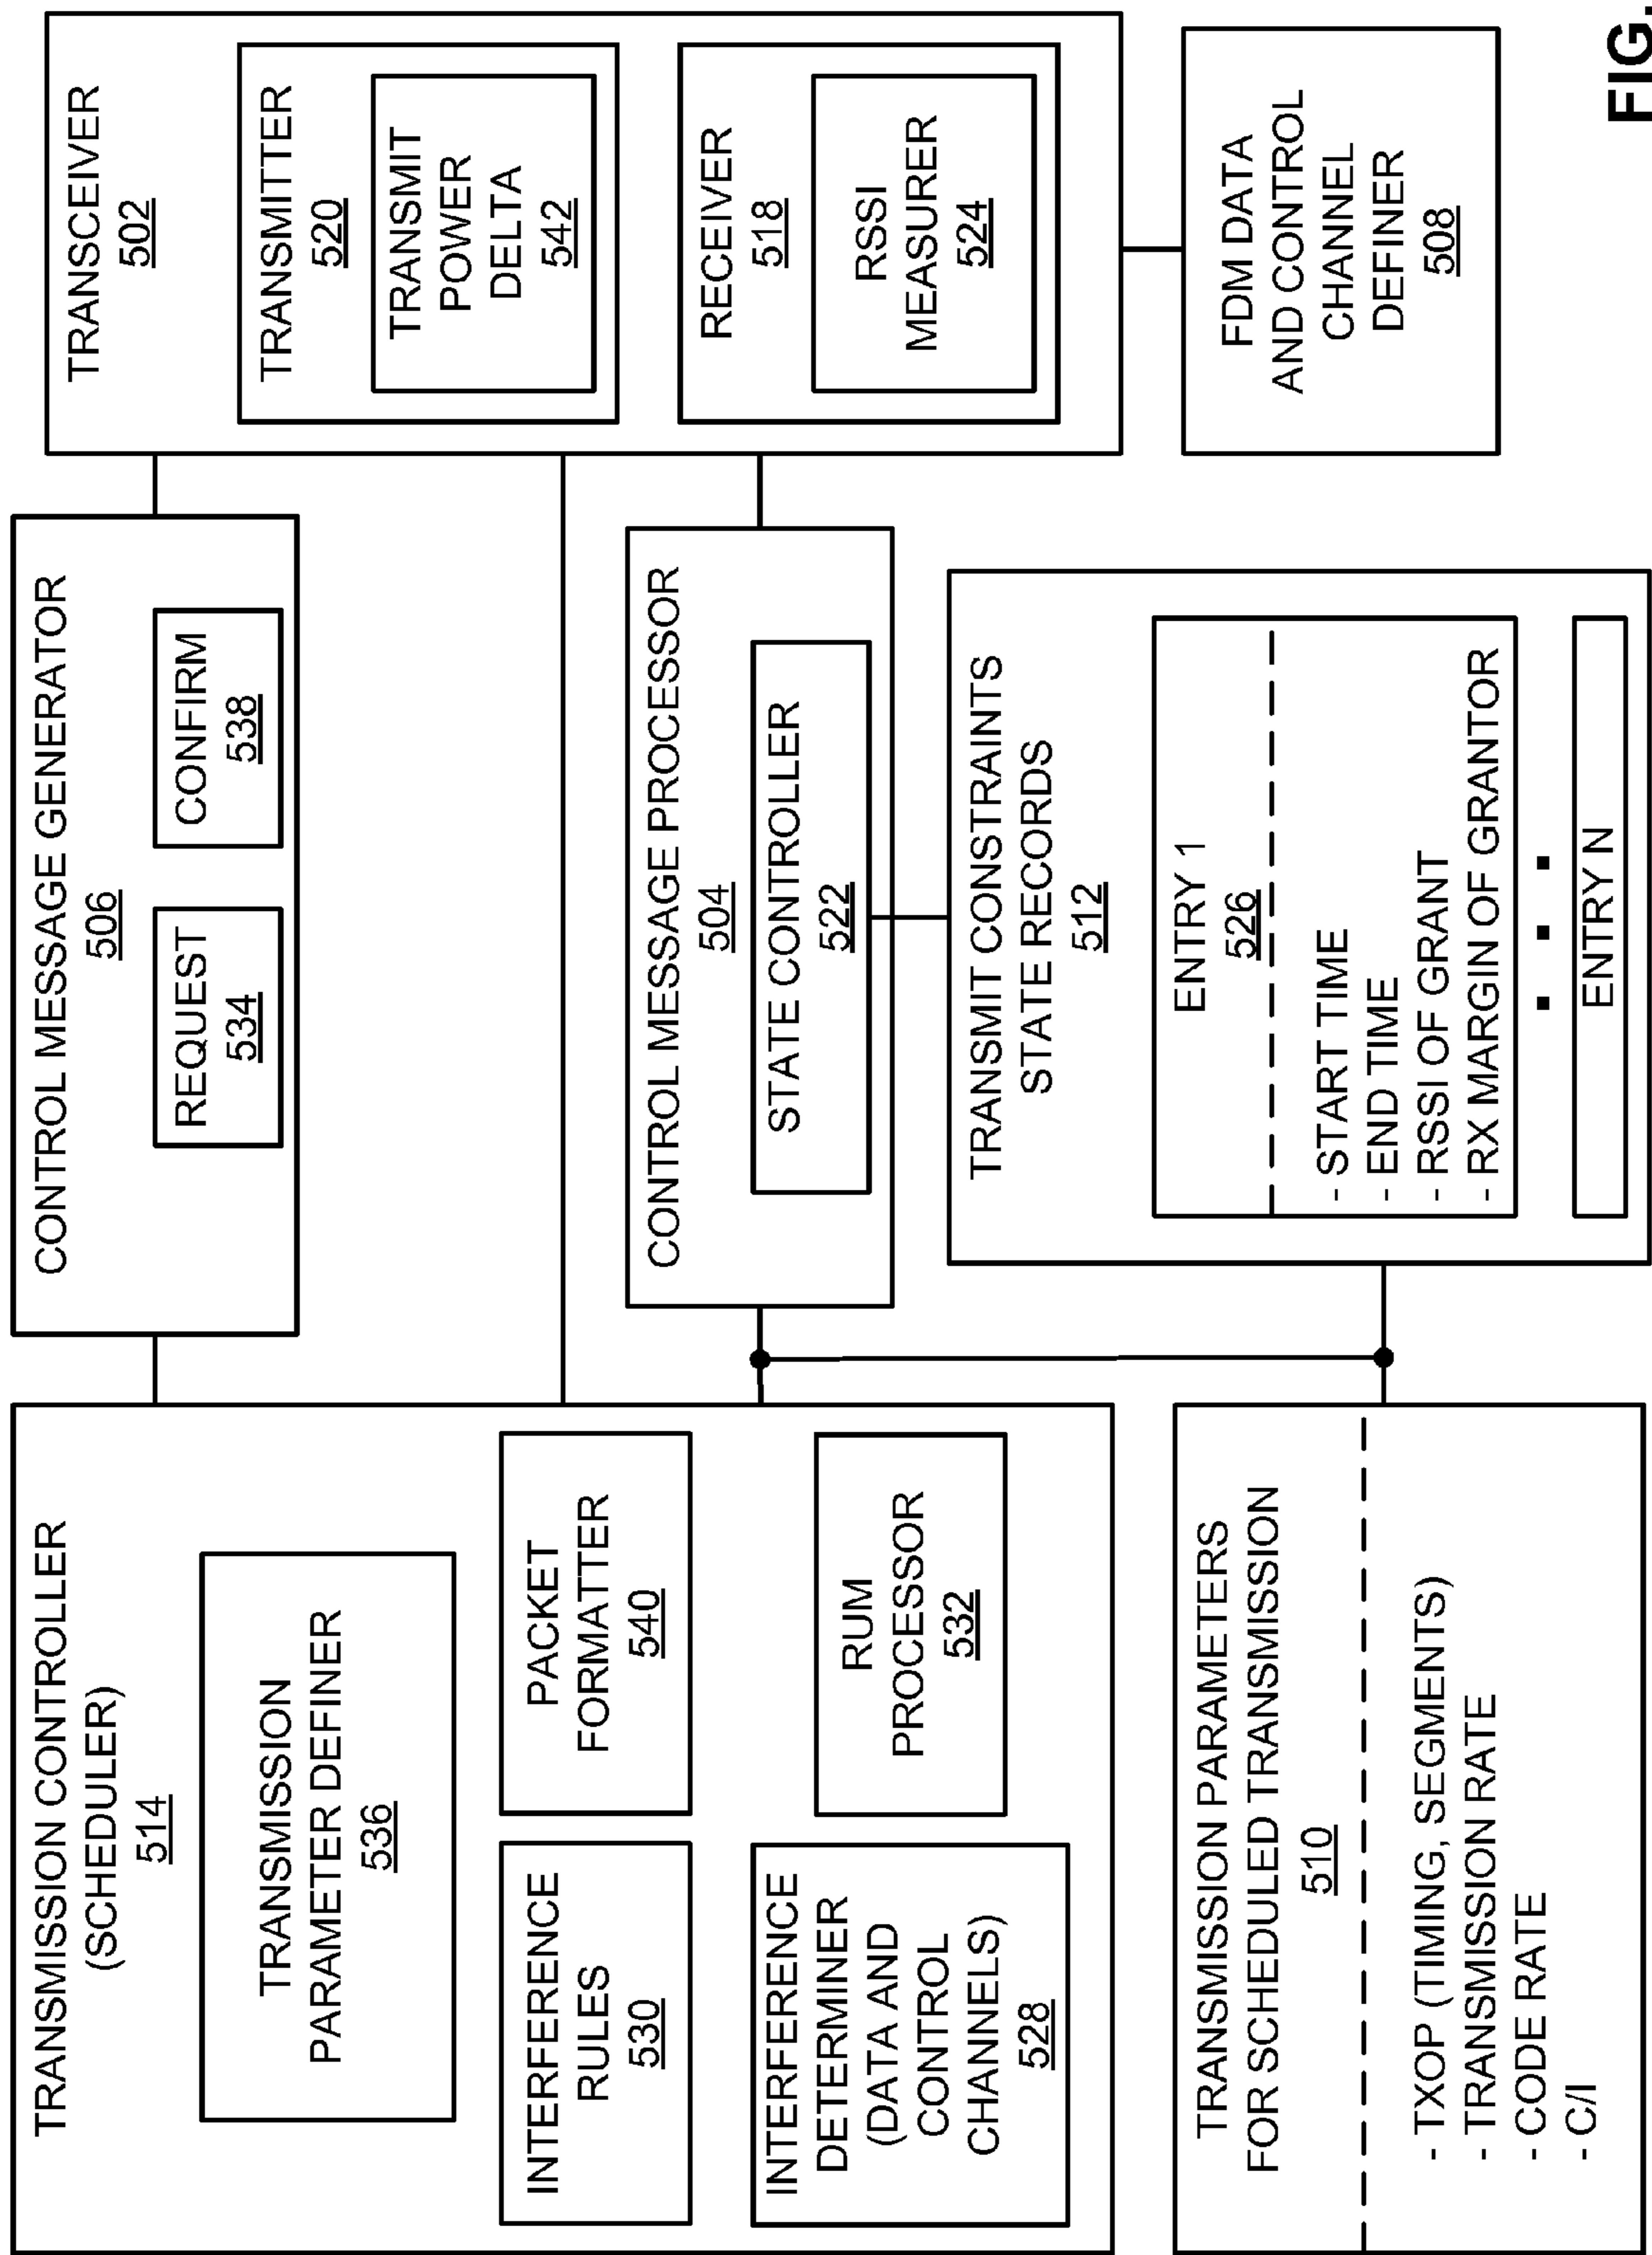 TRANSMISSION CONTROLLER
(SCHEDULER)
514
TRANSMISSION
PARAMETER DEFINER
536
INTERFERENCE
RULES
530
PACKET
FORMATTER
540
INTERFERENCE
DETERMINER
(DATA AND
CONTROL
CHANNELS)
528
RUM
PROCESSOR
532
TRANSMISSION PARAMETERS
FOR SCHEDULED TRANSMISSION
510
- TXOP (TIMING, SEGMENTS)
- TRANSMISSION RATE
- CODE RATE
- C/I
CONTROL MESSAGE GENERATOR
506
REQUEST
534
CONFIRM
538
CONTROL MESSAGE PROCESSOR
504
STATE CONTROLLER
522
TRANSMIT CONSTRAINTS
STATE RECORDS
512
ENTRY 1
526
- START TIME
- END TIME
- RSSI OF GRANT
- RX MARGIN OF GRANTOR
ENTRY N
TRANSCEIVER
502
TRANSMITTER
520
TRANSMIT
POWER
DELTA
542
RECEIVER
518
RSSI
MEASURER
524
FDM DATA
AND CONTROL
CHANNEL
DEFINER
508
FIG.